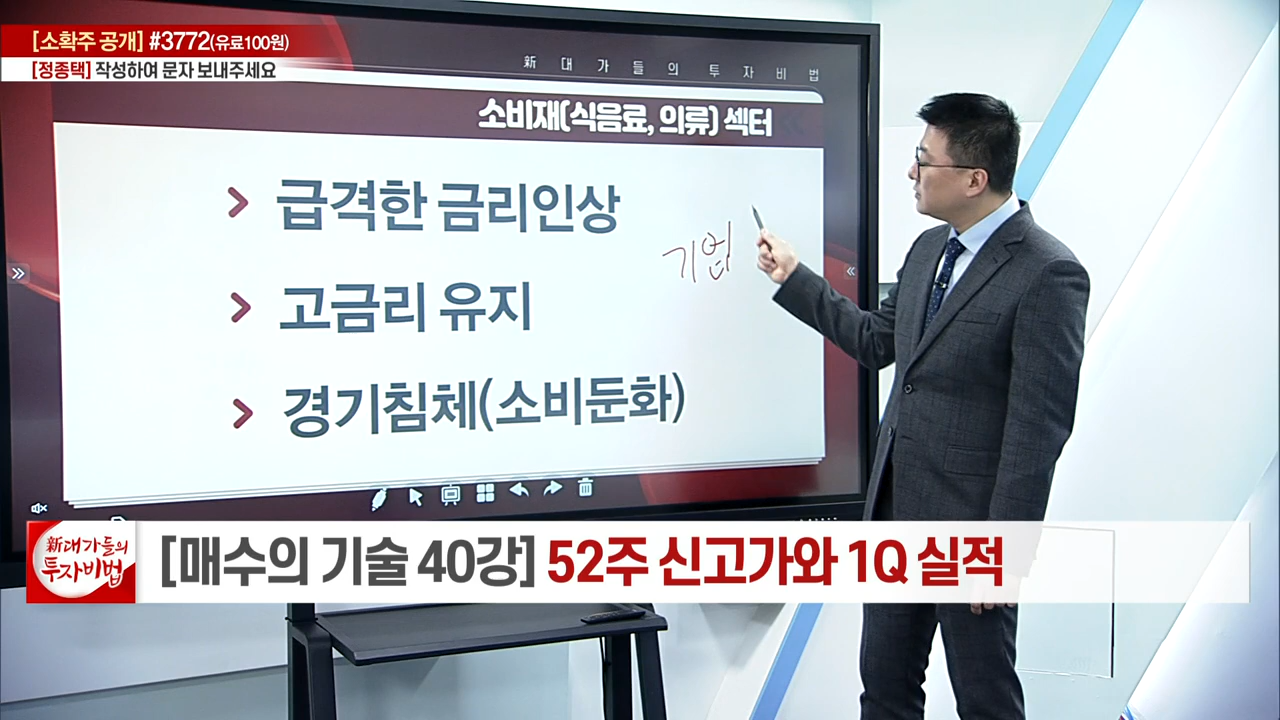 [소확주 공개] #3772(유료100원)
[정종택] 작성하여 문자 보내주세요
新 대가들의 투자비법
소비재(식음료, 의류) 섹터
> 급격한 금리인상
기법
> 고금리 유지
> 경기침체(소비둔화)
新대가들의
투자비법
[매수의 기술 40강] 52주 신고가와 1Q 실적